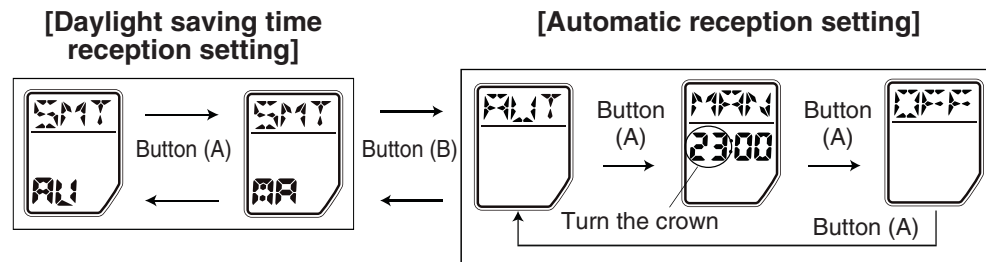 [Daylight saving time
reception setting]
[Automatic reception setting]
SMT
AU
Button (A)
SMT
MA
Button (B)
AUT
Button
(A)
MAN
23:00
Turn the crown
Button
(A)
OFF
Button (A)